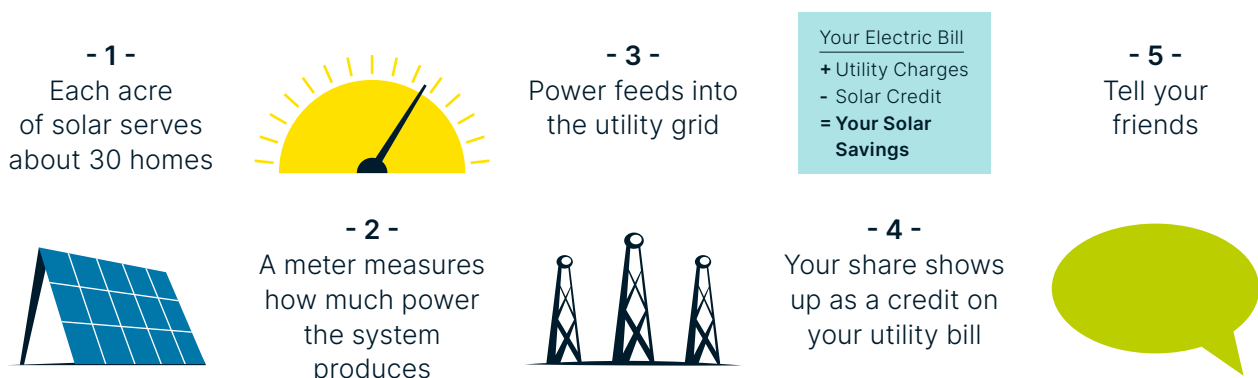 - 1 -
Each acre
of solar serves
about 30 homes
- 2 -
A meter measures
how much power
the system
produces
- 3 -
Power feeds into
the utility grid
Your Electric Bill
+ Utility Charges
- Solar Credit
= Your Solar
Savings
- 4 -
Your share shows
up as a credit on
your utility bill
- 5 -
Tell your
friends